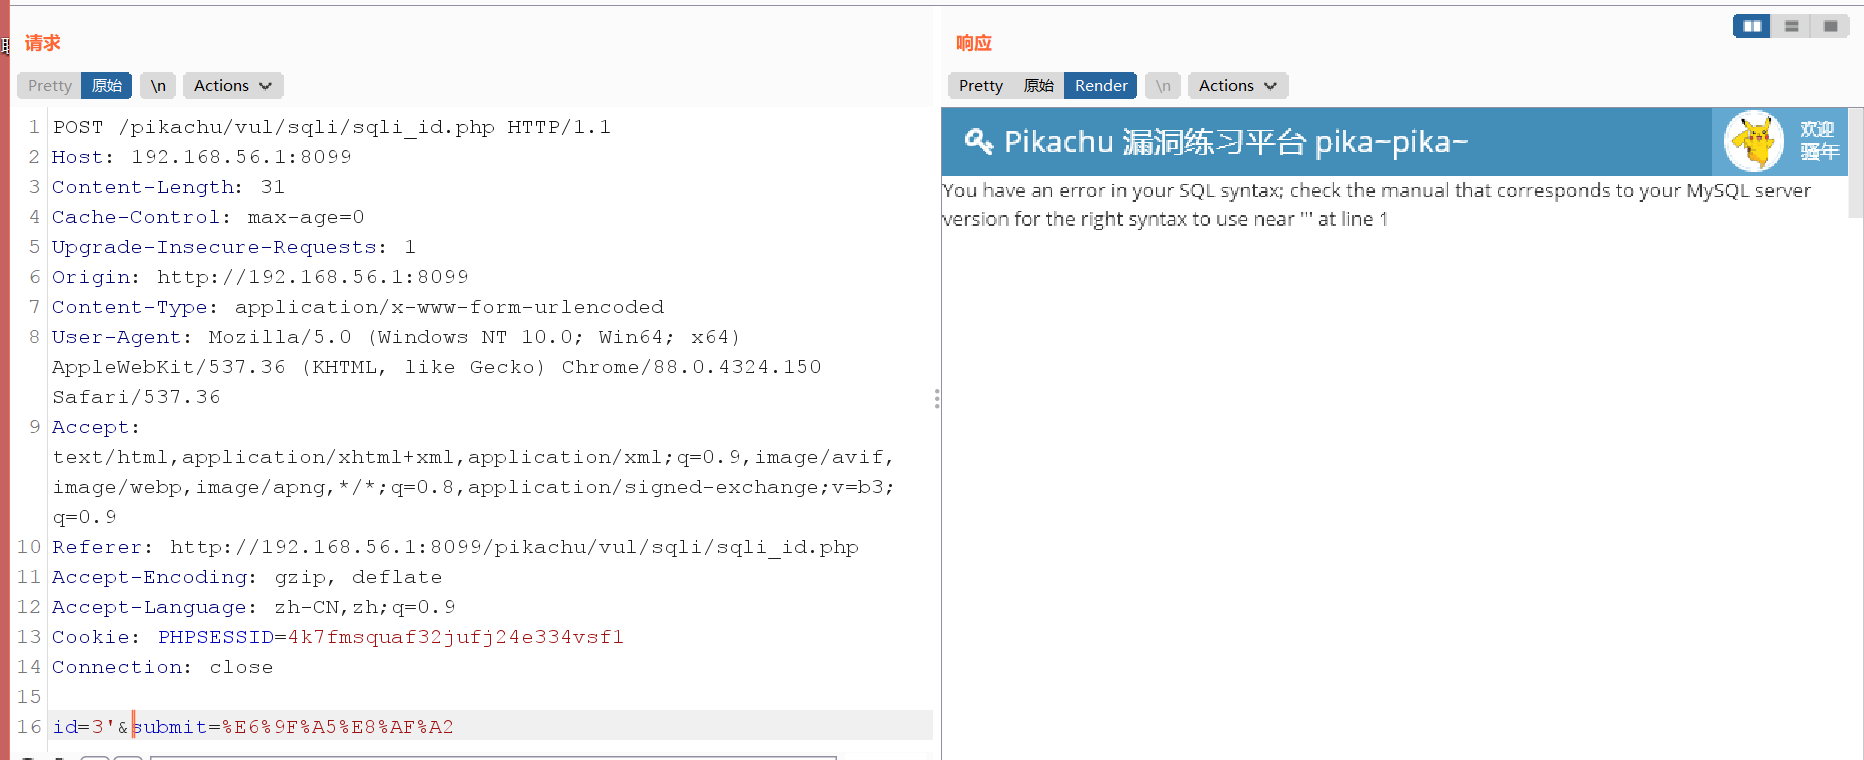 请求
Pretty 原始 \n Actions
1 POST /pikachu/vul/sqli/sqli_id.php HTTP/1.1
2 Host: 192.168.56.1:8099
3 Content-Length: 31
4 Cache-Control: max-age=0
5 Upgrade-Insecure-Requests: 1
6 Origin: http://192.168.56.1:8099
7 Content-Type: application/x-www-form-urlencoded
8 User-Agent: Mozilla/5.0 (Windows NT 10.0; Win64; x64)
AppleWebKit/537.36 (KHTML, like Gecko) Chrome/88.0.4324.150
Safari/537.36
9 Accept:
text/html,application/xhtml+xml,application/xml;q=0.9,image/avif,
image/webp,image/apng,*/*;q=0.8,application/signed-exchange;v=b3;
q=0.9
10 Referer: http://192.168.56.1:8099/pikachu/vul/sqli/sqli_id.php
11 Accept-Encoding: gzip, deflate
12 Accept-Language: zh-CN,zh;q=0.9
13 Cookie: PHPSESSID=4k7fmsquaf32jufj24e334vsf1
14 Connection: close
15
16 id=3'&submit=%E6%9F%A5%E8%AF%A2
响应
Pretty 原始 Render \n Actions
Pikachu 漏洞练习平台 pika~pika~
欢迎
骚年
You have an error in your SQL syntax; check the manual that corresponds to your MySQL server
version for the right syntax to use near ''' at line 1